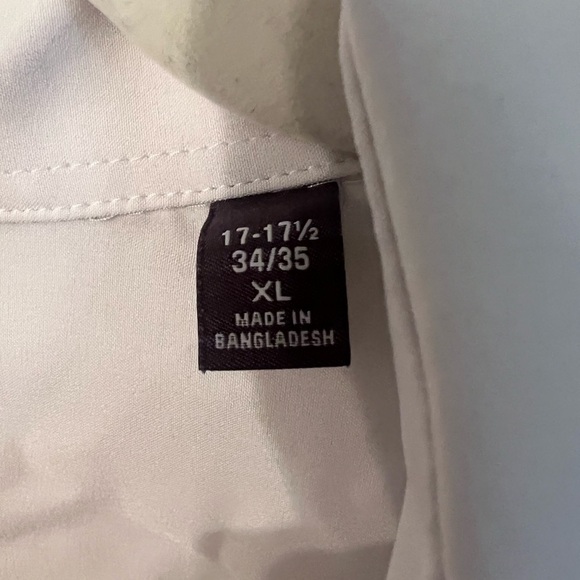 17-17½
34/35
XL
MADE IN
BANGLADESH